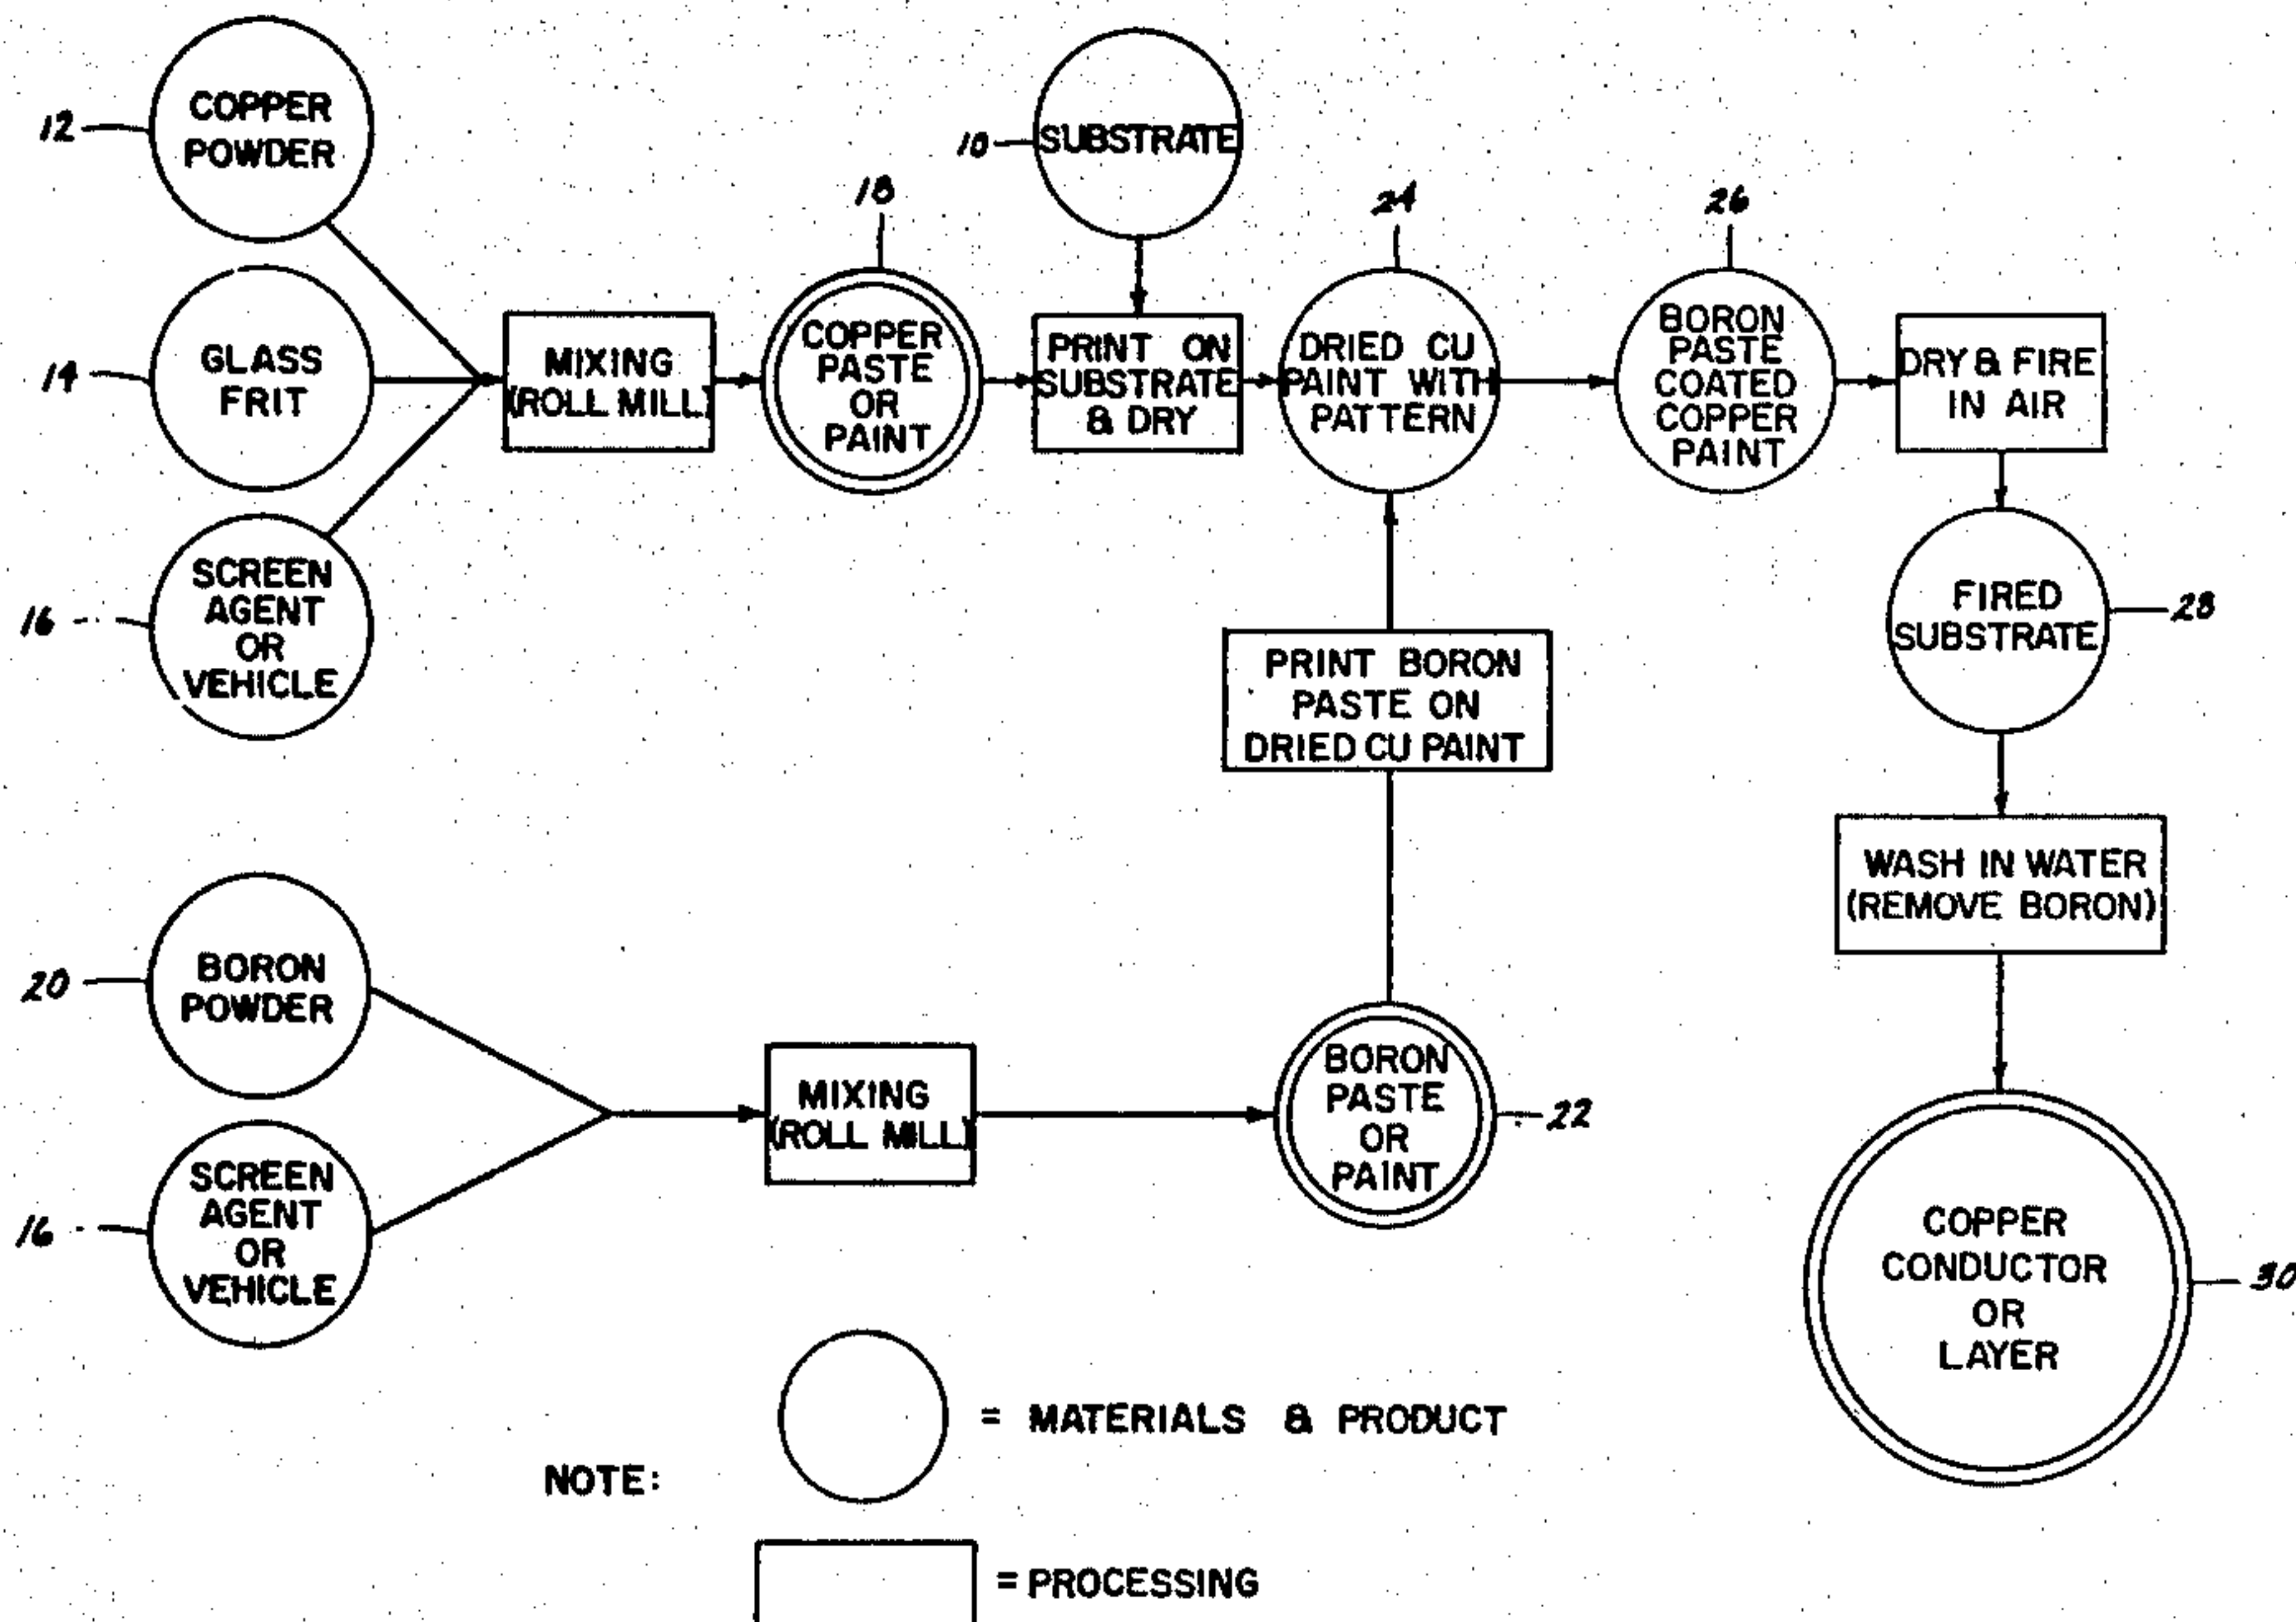 12
COPPER
POWDER
14
GLASS
FRIT
16
SCREEN
AGENT
OR
VEHICLE
MIXING
(ROLL MILL)
18
COPPER
PASTE
OR
PAINT
10
SUBSTRATE
PRINT ON
SUBSTRATE
& DRY
24
DRIED CU
PAINT WITH
PATTERN
26
BORON
PASTE
COATED
COPPER
PAINT
DRY & FIRE
IN AIR
FIRED
SUBSTRATE
28
WASH IN WATER
(REMOVE BORON)
COPPER
CONDUCTOR
OR
LAYER
30
PRINT BORON
PASTE ON
DRIED CU PAINT
20
BORON
POWDER
16
SCREEN
AGENT
OR
VEHICLE
MIXING
(ROLL MILL)
BORON
PASTE
OR
PAINT
22
NOTE:
= MATERIALS & PRODUCT
= PROCESSING